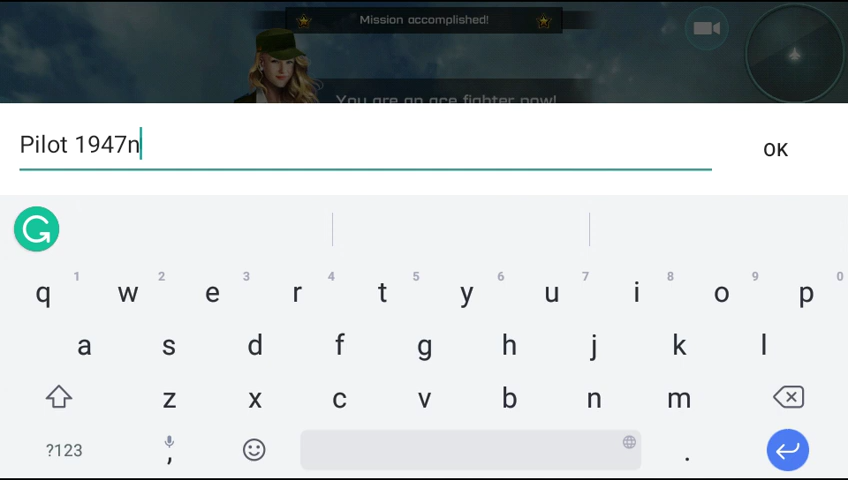 Mission accomplished!
You are an ace fighter now!
Pilot 1947n
OK
1 2 3 4 5 6 7 8 9 0
q w e r t y u i o p
a s d f g h j k l
z x c v b n m
?123 , .